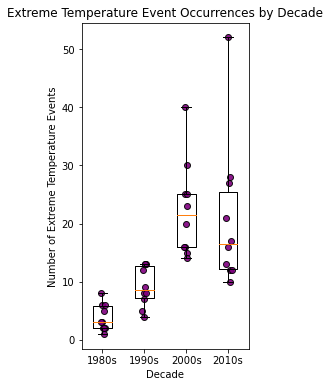 Extreme Temperature Event Occurrences by Decade
Number of Extreme Temperature Events
50
40
30
20
10
0
1980s 1990s 2000s 2010s
Decade